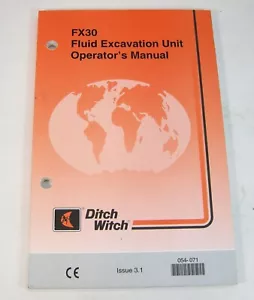 FX30
Fluid Excavation Unit
Operator's Manual
Ditch
Witch®
CE
Issue 3.1
054-071